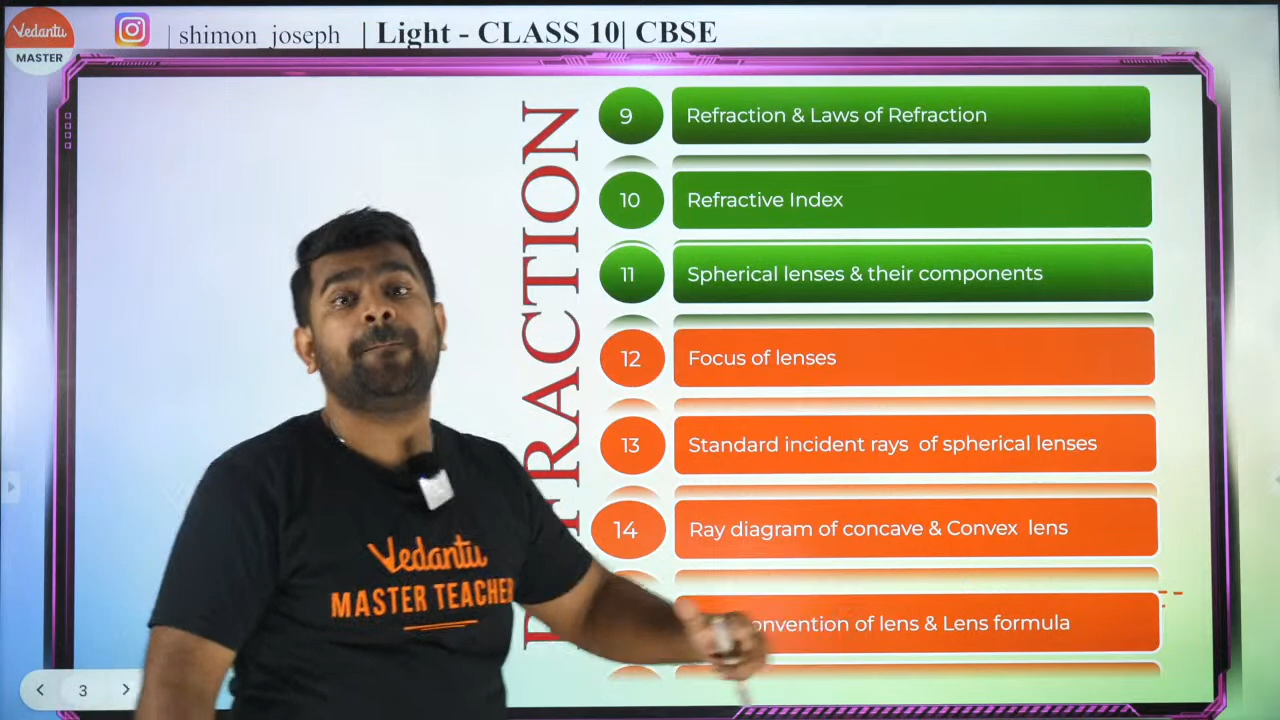 Vedantu
MASTER
| shimon_joseph | Light - CLASS 10| CBSE
9 Refraction & Laws of Refraction
10 Refractive Index
11 Spherical lenses & their components
12 Focus of lenses
13 Standard incident rays of spherical lenses
14 Ray diagram of concave & Convex lens
onvention of lens & Lens formula
FRACTION
Vedantu
MASTER TEACHER
3